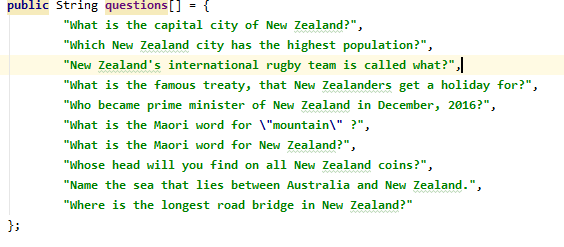 public String questions[] = {
"What is the capital city of New Zealand?",
"Which New Zealand city has the highest population?",
"New Zealand's international rugby team is called what?",
"What is the famous treaty, that New Zealanders get a holiday for?",
"Who became prime minister of New Zealand in December, 2016?",
"What is the Maori word for \"mountain\" ?",
"What is the Maori word for New Zealand?",
"Whose head will you find on all New Zealand coins?",
"Name the sea that lies between Australia and New Zealand.",
"Where is the longest road bridge in New Zealand?"
};